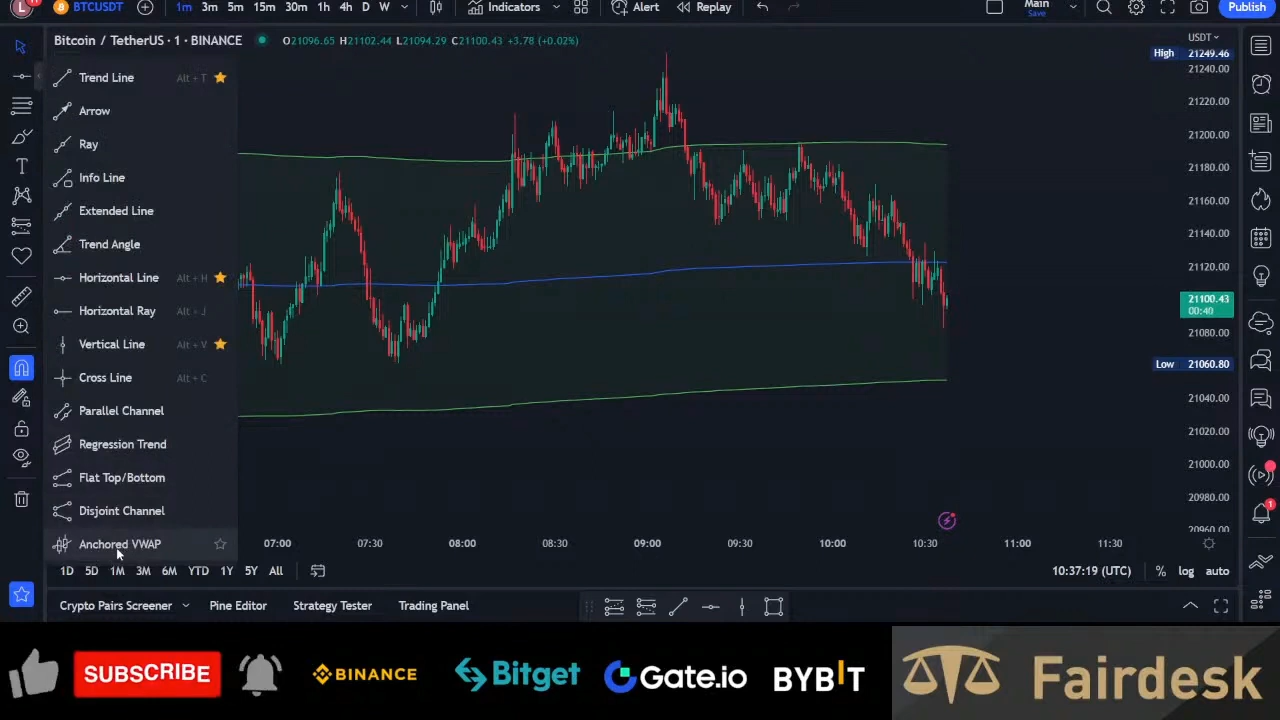 L
BTCUSDT
1m 3m 5m 15m 30m 1h 4h D W
Indicators
Alert
Replay
Main
Save
Publish
Bitcoin / TetherUS · 1 · BINANCE
O21096.65 H21102.44 L21094.29 C21100.43 +3.78 (+0.02%)
USDT
High 21249.46
21240.00
21220.00
21200.00
21180.00
21160.00
21140.00
21120.00
21100.43
00:40
21080.00
Low 21060.80
21040.00
21020.00
21000.00
20980.00
20960.00
Trend Line Alt + T
Arrow
Ray
Info Line
Extended Line
Trend Angle
Horizontal Line Alt + H
Horizontal Ray Alt + J
Vertical Line Alt + V
Cross Line Alt + C
Parallel Channel
Regression Trend
Flat Top/Bottom
Disjoint Channel
Anchored VWAP
07:00 07:30 08:00 08:30 09:00 09:30 10:00 10:30 11:00 11:30
1D 5D 1M 3M 6M YTD 1Y 5Y All
10:37:19 (UTC) % log auto
Crypto Pairs Screener Pine Editor Strategy Tester Trading Panel
1
SUBSCRIBE
BINANCE
Bitget
Gate.io
BYBIT
Fairdesk